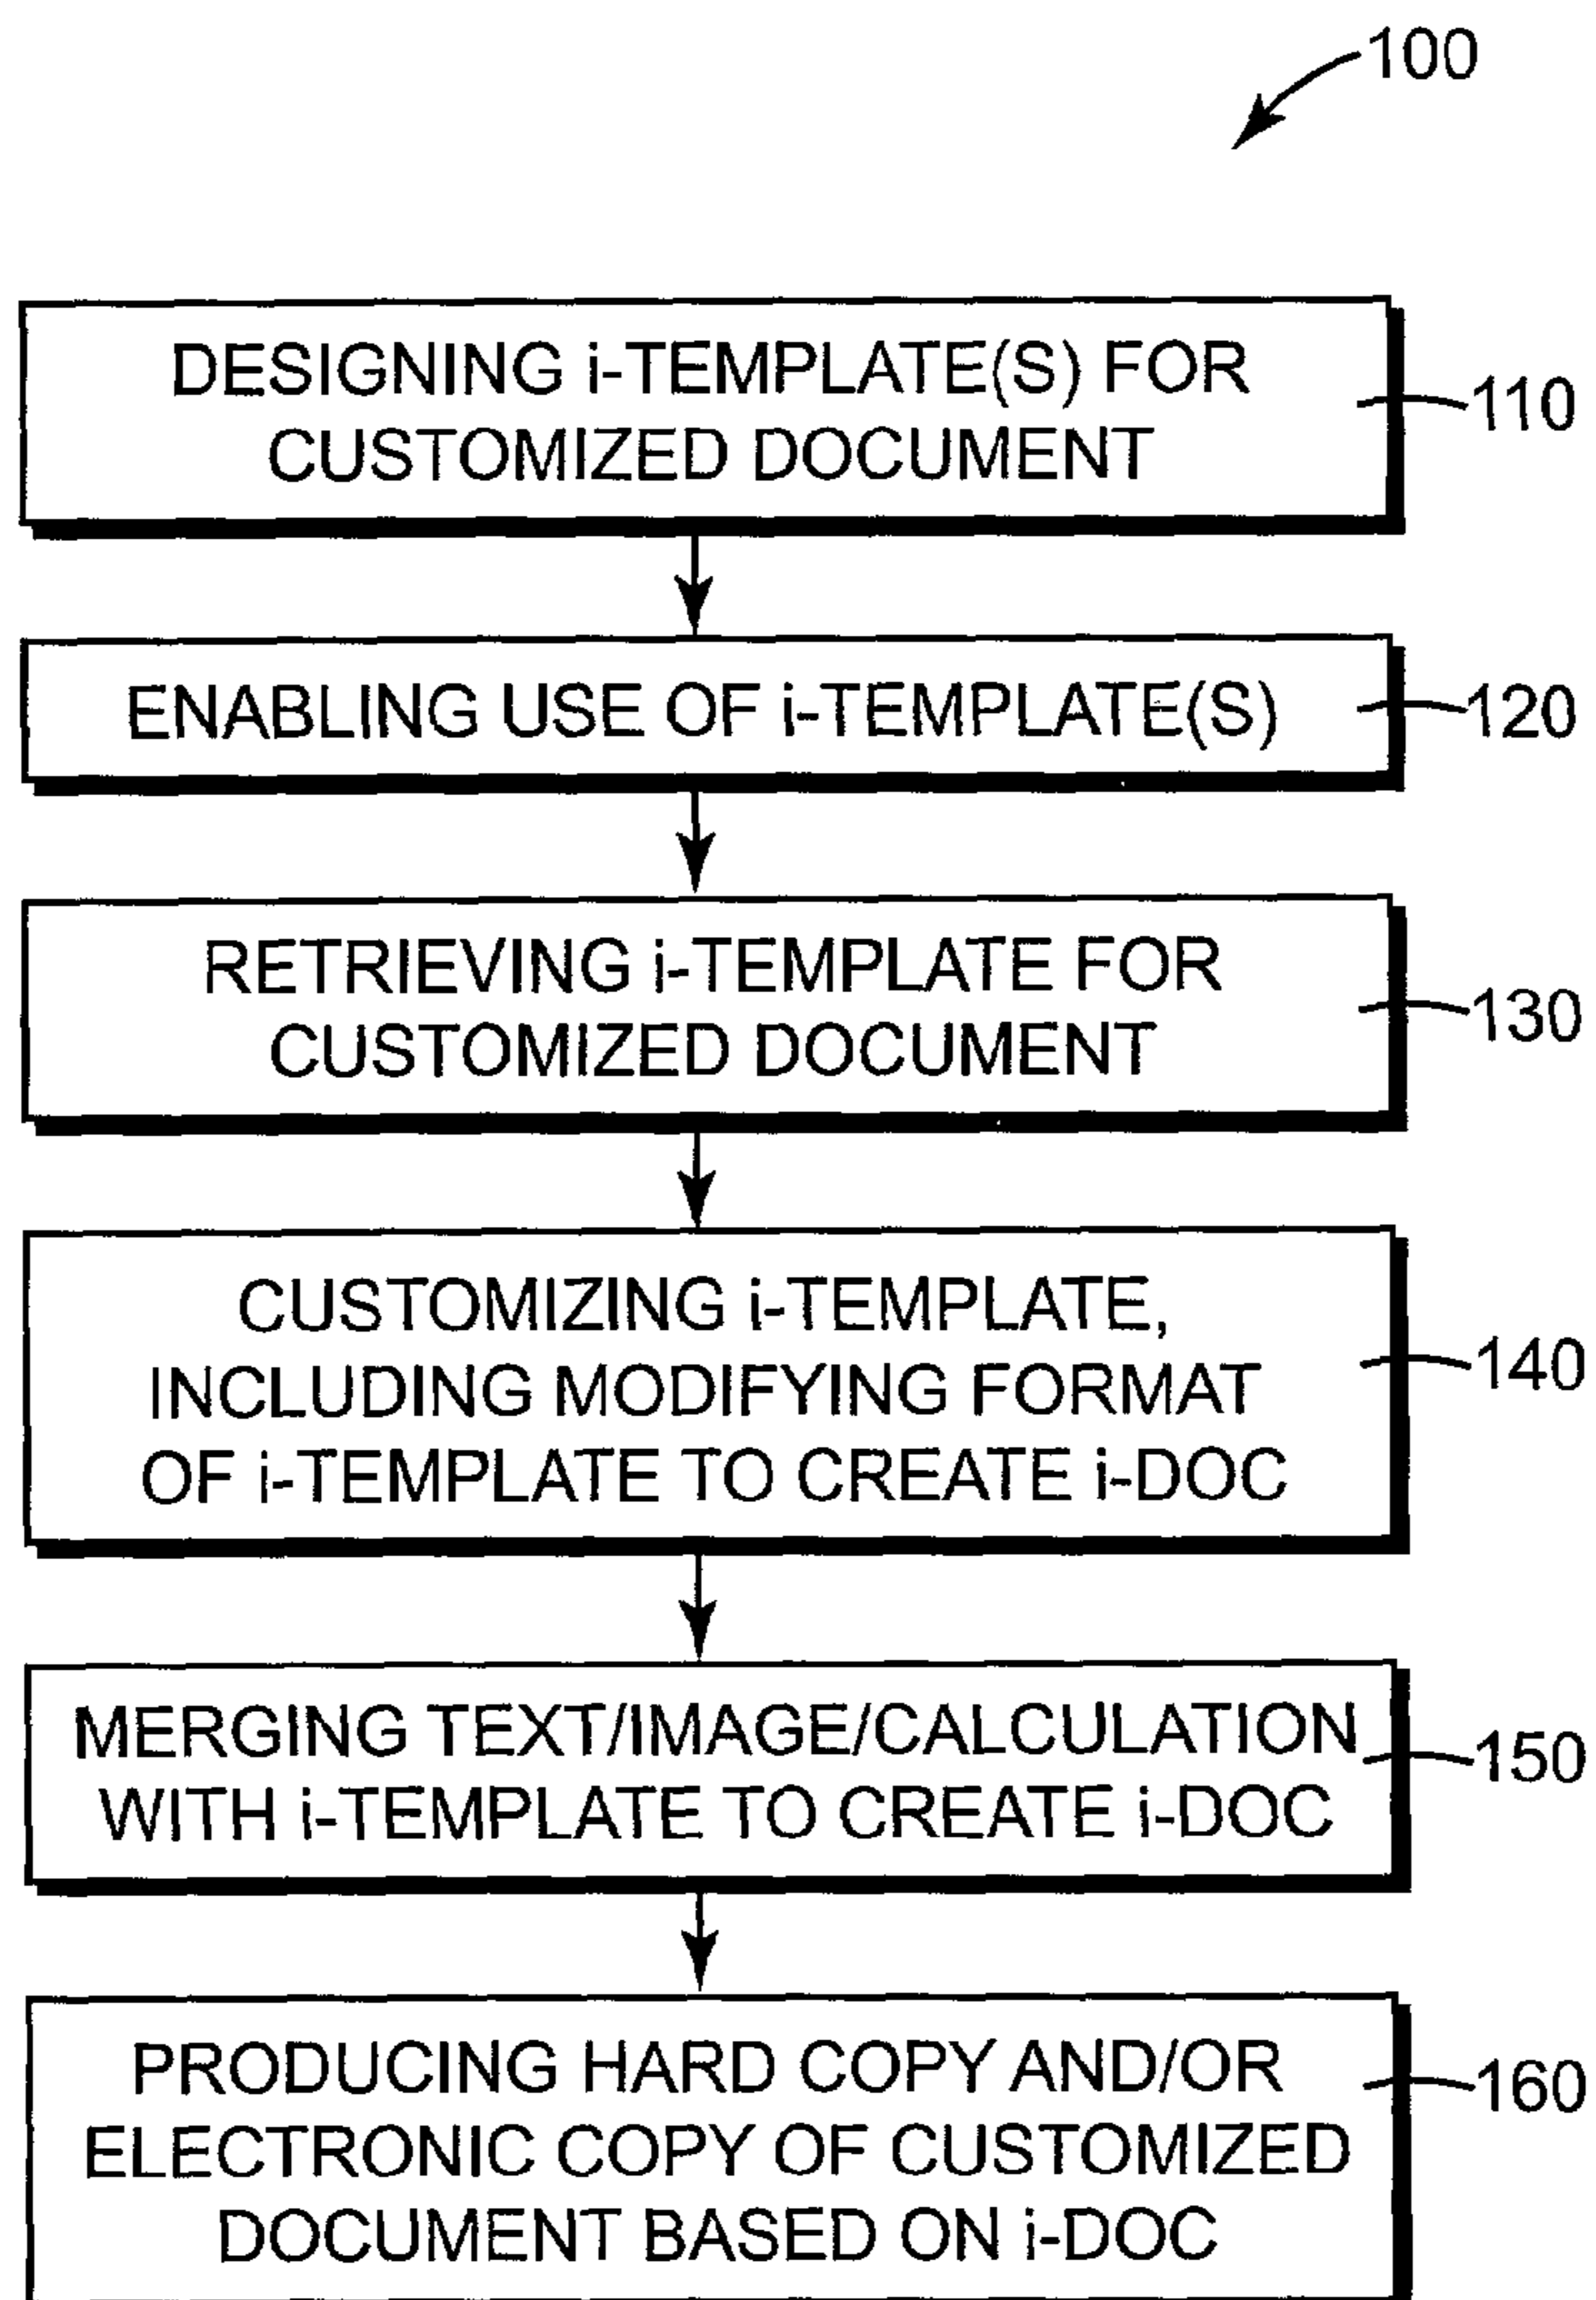 100
DESIGNING i-TEMPLATE(S) FOR
CUSTOMIZED DOCUMENT
110
ENABLING USE OF i-TEMPLATE(S)
120
RETRIEVING i-TEMPLATE FOR
CUSTOMIZED DOCUMENT
130
CUSTOMIZING i-TEMPLATE,
INCLUDING MODIFYING FORMAT
OF i-TEMPLATE TO CREATE i-DOC
140
MERGING TEXT/IMAGE/CALCULATION
WITH i-TEMPLATE TO CREATE i-DOC
150
PRODUCING HARD COPY AND/OR
ELECTRONIC COPY OF CUSTOMIZED
DOCUMENT BASED ON i-DOC
160